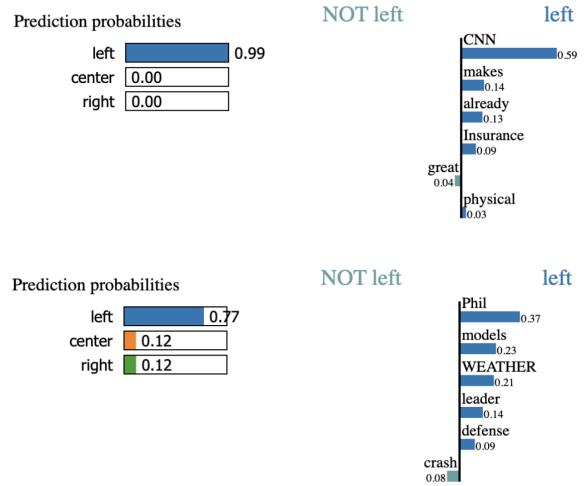 Prediction probabilities
left 0.99
center 0.00
right 0.00
NOT left left
CNN
0.59
makes
0.14
already
0.13
Insurance
0.09
great
0.04
physical
0.03
Prediction probabilities
left 0.77
center 0.12
right 0.12
NOT left left
Phil
0.37
models
0.23
WEATHER
0.21
leader
0.14
defense
0.09
crash
0.08